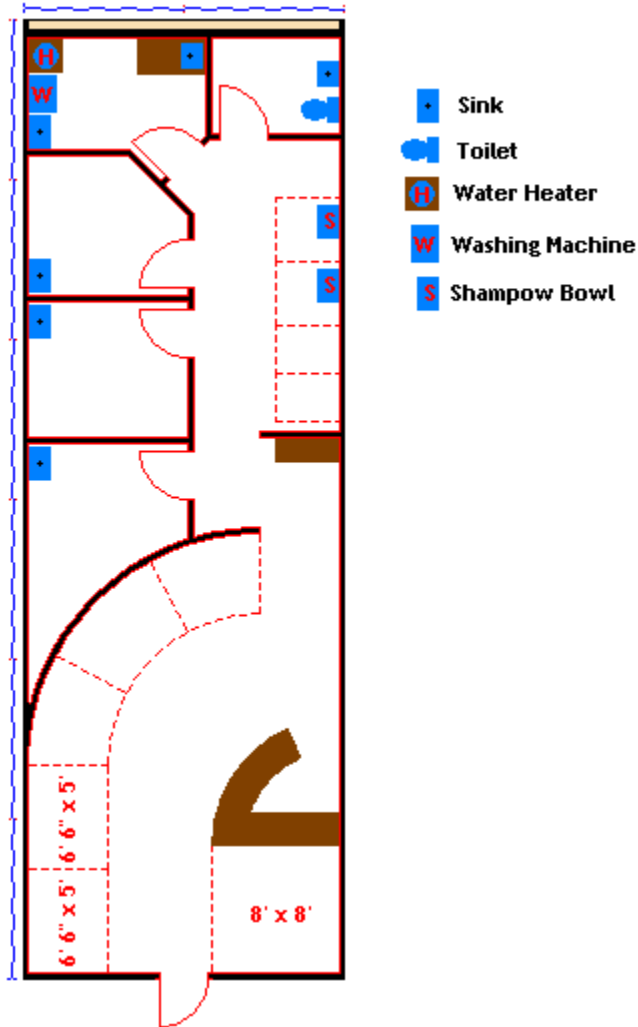 H
W
S
S
Sink
Toilet
H Water Heater
W Washing Machine
S Shampow Bowl
6'.6" x 5'
6'.6" x 5'
8' x 8'